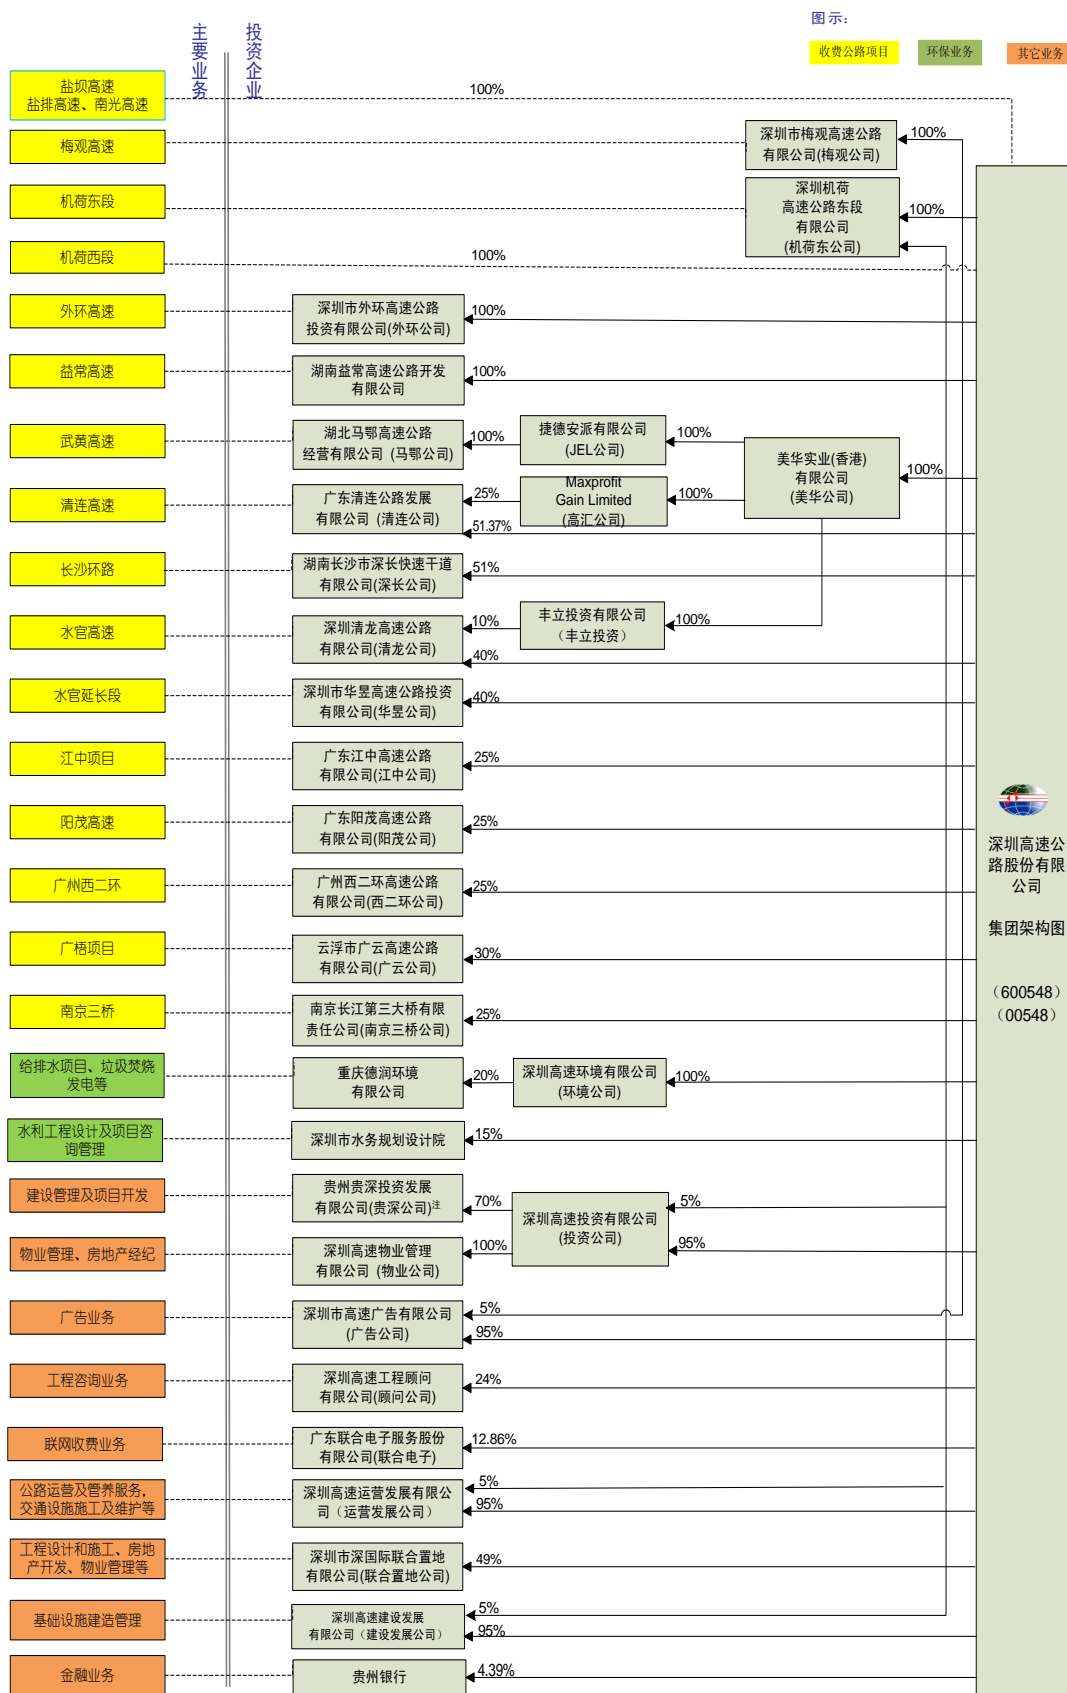 图示：
收费公路项目
环保业务
其它业务
主要业务
投资企业
盐坝高速
盐排高速、南光高速
100%
梅观高速
深圳市梅观高速公路
有限公司(梅观公司)
100%
机荷东段
深圳机荷
高速公路东段
有限公司
(机荷东公司)
100%
机荷西段
100%
外环高速
深圳市外环高速公路
投资有限公司(外环公司)
100%
益常高速
湖南益常高速公路开发
有限公司
100%
武黄高速
湖北马鄂高速公路
经营有限公司 (马鄂公司)
100%
捷德安派有限公司
(JEL公司)
100%
美华实业(香港)
有限公司
(美华公司)
100%
清连高速
广东清连公路发展
有限公司 (清连公司)
25%
51.37%
Maxprofit
Gain Limited
(高汇公司)
100%
长沙环路
湖南长沙市深长快速干道
有限公司(深长公司)
51%
水官高速
深圳清龙高速公路
有限公司(清龙公司)
10%
40%
丰立投资有限公司
（丰立投资）
100%
水官延长段
深圳市华昱高速公路投资
有限公司(华昱公司)
40%
江中项目
广东江中高速公路
有限公司(江中公司)
25%
阳茂高速
广东阳茂高速公路
有限公司(阳茂公司)
25%
深圳高速公
路股份有限
公司
集团架构图
（600548）
（00548）
广州西二环
广州西二环高速公路
有限公司(西二环公司)
25%
广梧项目
云浮市广云高速公路
有限公司(广云公司)
30%
南京三桥
南京长江第三大桥有限
责任公司(南京三桥公司)
25%
给排水项目、垃圾焚烧
发电等
重庆德润环境
有限公司
20%
深圳高速环境有限公司
(环境公司)
100%
水利工程设计及项目咨
询管理
深圳市水务规划设计院
15%
建设管理及项目开发
贵州贵深投资发展
有限公司(贵深公司)注
70%
深圳高速投资有限公司
(投资公司)
5%
95%
物业管理、房地产经纪
深圳高速物业管理
有限公司 (物业公司)
100%
广告业务
深圳市高速广告有限公司
(广告公司)
5%
95%
工程咨询业务
深圳高速工程顾问
有限公司(顾问公司)
24%
联网收费业务
广东联合电子服务股份
有限公司(联合电子)
12.86%
公路运营及管养服务，
交通设施施工及维护等
深圳高速运营发展有限公
司（运营发展公司）
5%
95%
工程设计和施工、房地
产开发、物业管理等
深圳市深国际联合置地
有限公司(联合置地公司)
49%
基础设施建造管理
深圳高速建设发展
有限公司（建设发展公司）
5%
95%
金融业务
贵州银行
4.39%